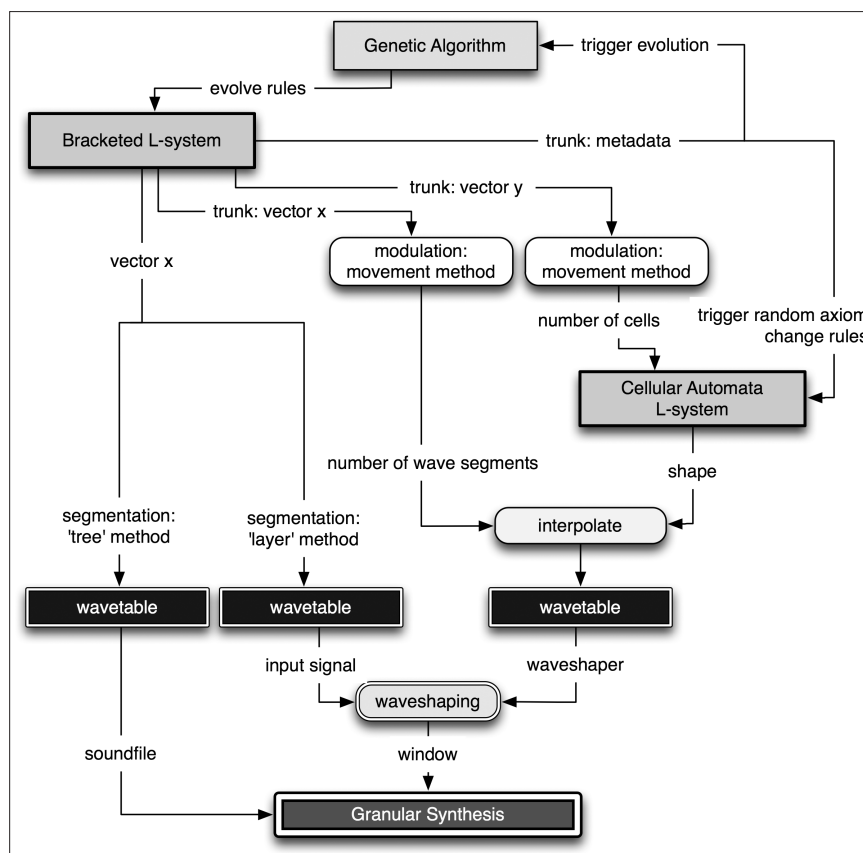 Genetic Algorithm
trigger evolution
evolve rules
Bracketed L-system
trunk: metadata
trunk: vector y
trunk: vector x
vector x
modulation:
movement method
modulation:
movement method
number of cells
trigger random axiom
change rules
Cellular Automata
L-system
number of wave segments
shape
segmentation:
'tree' method
segmentation:
'layer' method
interpolate
wavetable
wavetable
wavetable
input signal
waveshaper
waveshaping
soundfile
window
Granular Synthesis